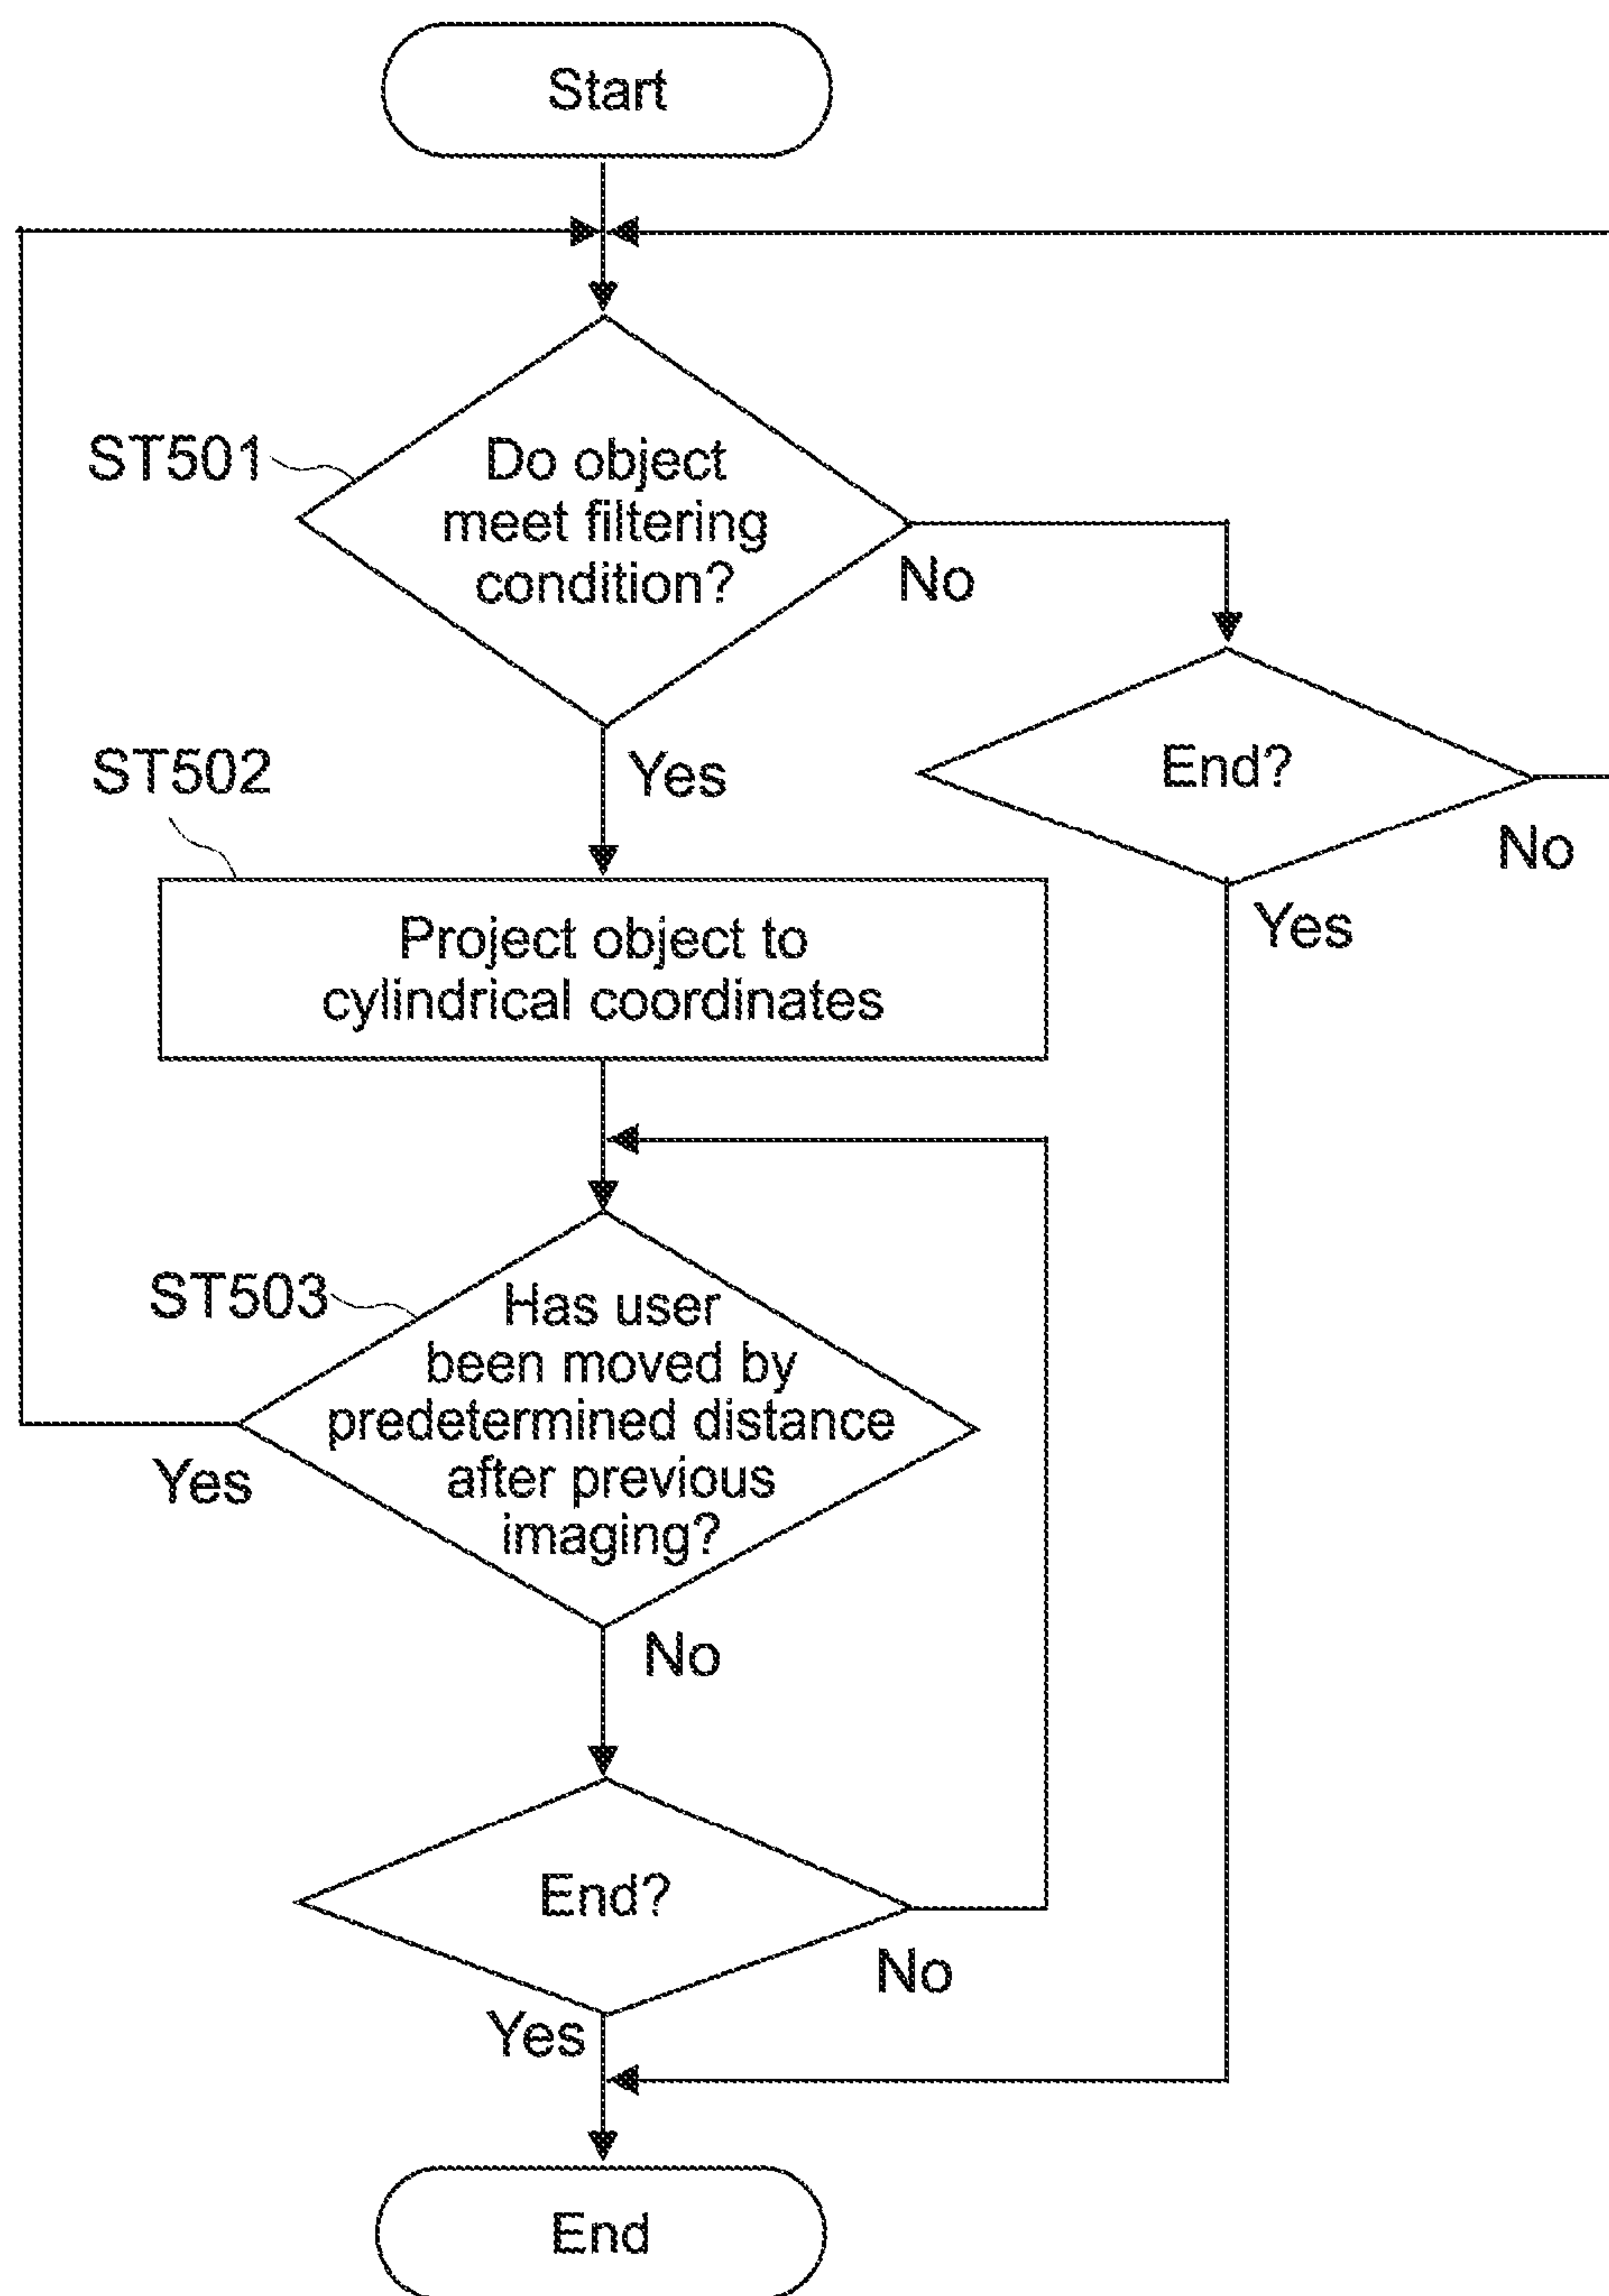 Start
ST501
Do object
meet filtering
condition?
No
Yes
End?
No
Yes
ST502
Project object to
cylindrical coordinates
ST503
Has user
been moved by
predetermined distance
after previous
imaging?
Yes
No
End?
No
Yes
End